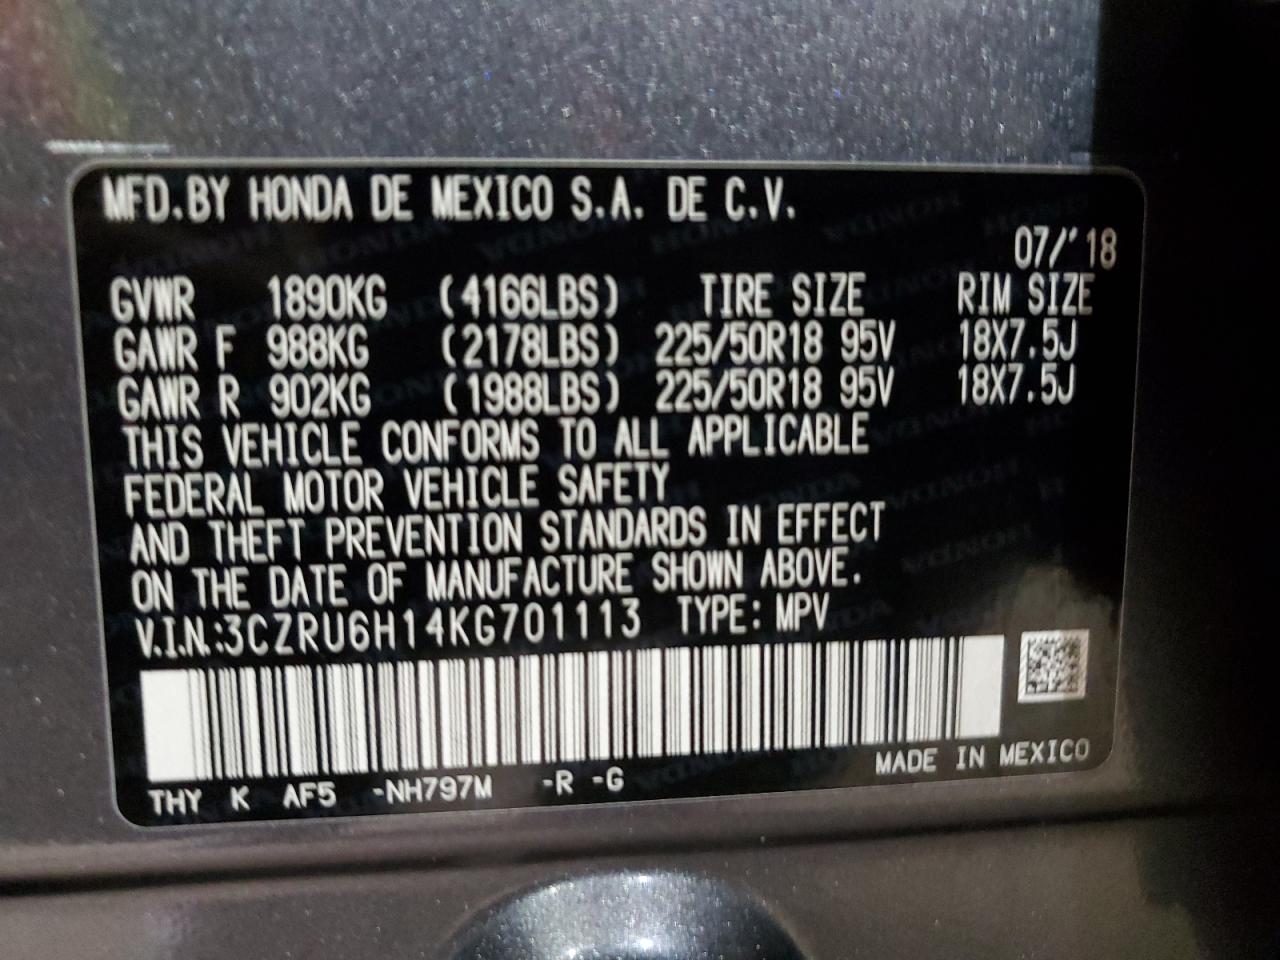 MFD.BY HONDA DE MEXICO S.A. DE C.V.
07/'18
GVWR 1890KG (4166LBS) TIRE SIZE RIM SIZE
GAWR F 988KG (2178LBS) 225/50R18 95V 18X7.5J
GAWR R 902KG (1988LBS) 225/50R18 95V 18X7.5J
THIS VEHICLE CONFORMS TO ALL APPLICABLE
FEDERAL MOTOR VEHICLE SAFETY
AND THEFT PREVENTION STANDARDS IN EFFECT
ON THE DATE OF MANUFACTURE SHOWN ABOVE.
V.I.N.:3CZRU6H14KG701113 TYPE: MPV
MADE IN MEXICO
THY K AF5 -NH797M -R -G